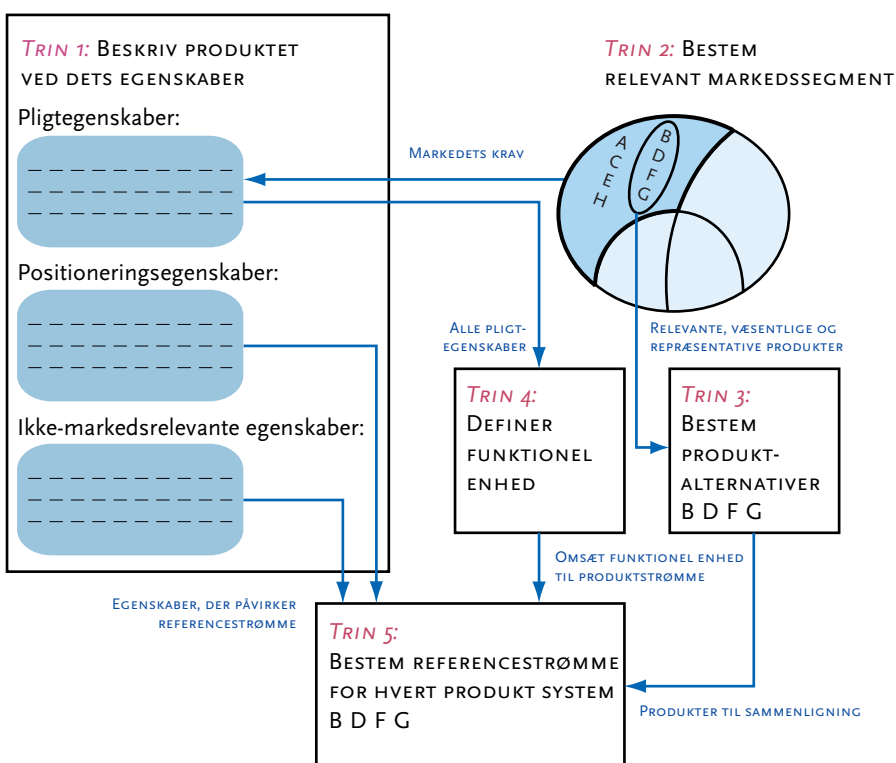 Trin 1: Beskriv produktet
ved dets egenskaber
Pligtegenskaber:
Positioneringsegenskaber:
Ikke-markedsrelevante egenskaber:
Trin 2: Bestem
relevant markedssegment
A
C
E
H
B
D
F
G
Markedets krav
Alle pligt-
egenskaber
Relevante, væsentlige og
repræsentative produkter
Trin 4:
Definer
funktionel
enhed
Trin 3:
Bestem
produkt-
alternativer
B D F G
Omsæt funktionel enhed
til produktstrømme
Egenskaber, der påvirker
referencestrømme
Trin 5:
Bestem referencestrømme
for hvert produkt system
B D F G
Produkter til sammenligning